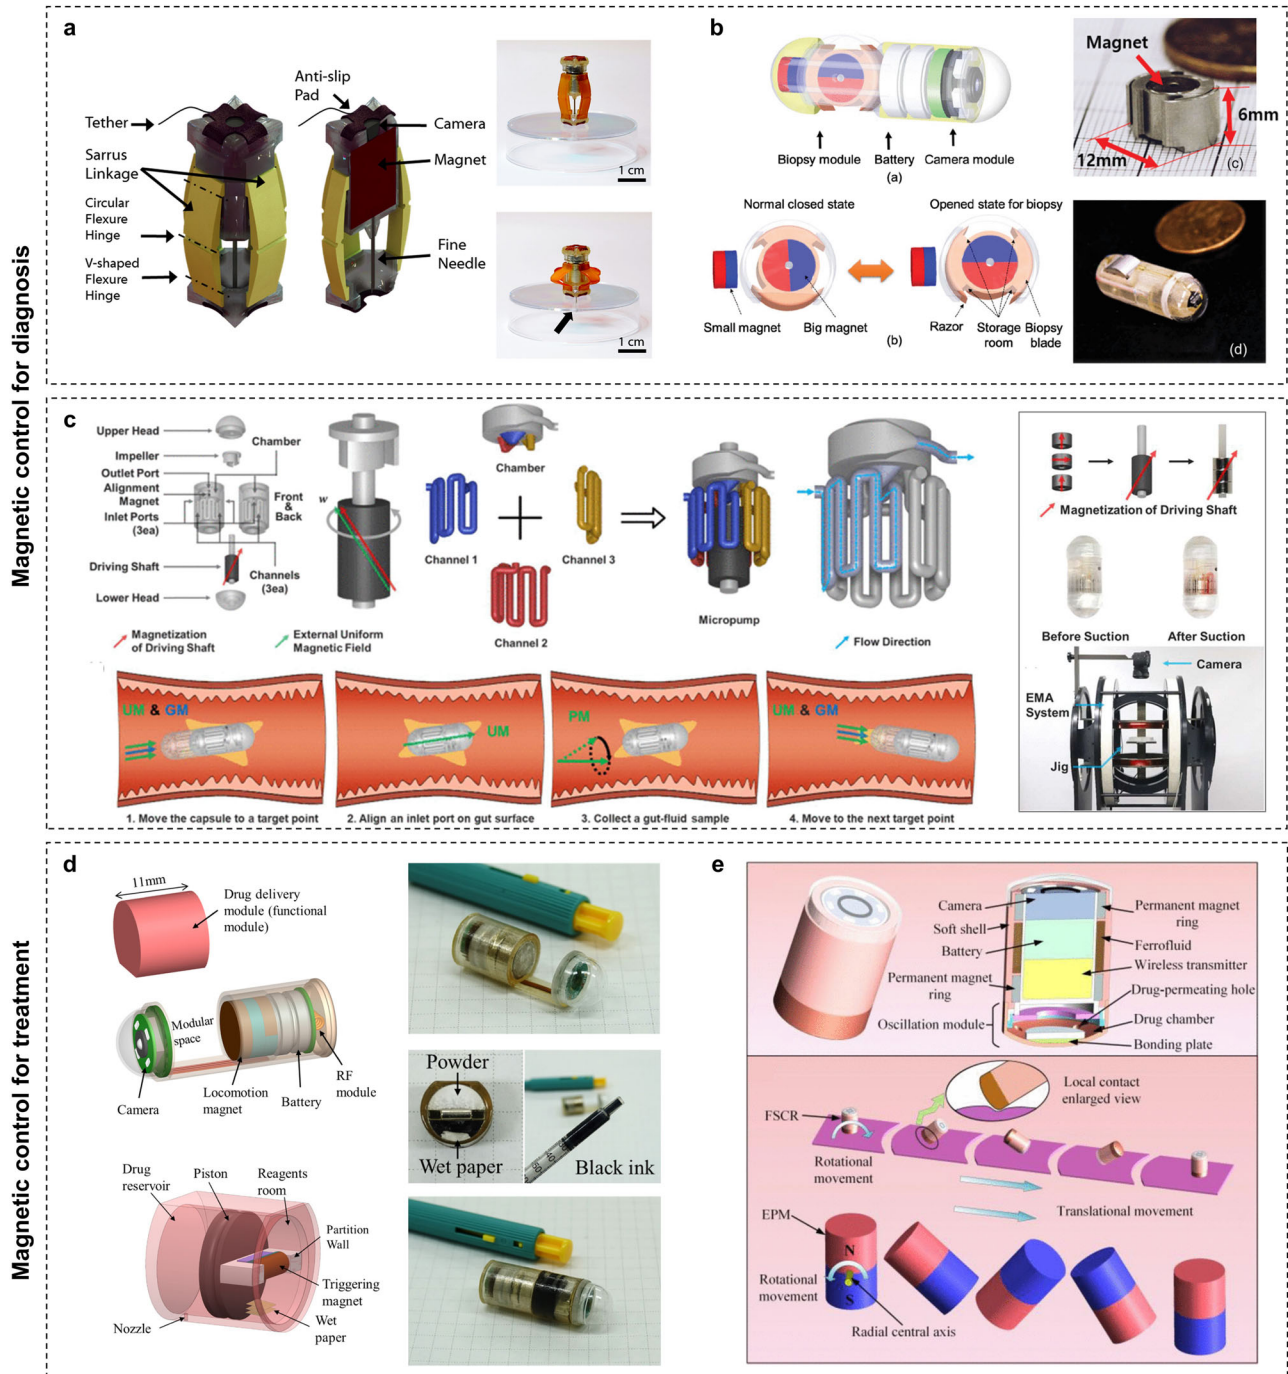 Magnetic control for diagnosis
a
Tether
Anti-slip
Pad
Sarrus
Linkage
Circular
Flexure
Hinge
V-shaped
Flexure
Hinge
Camera
Magnet
Fine
Needle
1 cm
1 cm
b
Biopsy module
Battery
Camera module
(a)
Magnet
6mm
12mm
(c)
Normal closed state
Opened state for biopsy
Small magnet
Big magnet
(b)
Razor
Storage
room
Biopsy
blade
(d)
c
Upper Head
Impeller
Outlet Port
Alignment
Magnet
Inlet Ports
(3ea)
Driving Shaft
Lower Head
Chamber
Front
&
Back
Channels
(3ea)
w
Magnetization
of Driving Shaft
External Uniform
Magnetic Field
Chamber
Channel 1
Channel 3
Channel 2
Micropump
Flow Direction
UM & GM
UM
PM
UM & GM
1. Move the capsule to a target point
2. Align an inlet port on gut surface
3. Collect a gut-fluid sample
4. Move to the next target point
Magnetization of Driving Shaft
Before Suction
After Suction
Camera
EMA
System
Jig
Magnetic control for treatment
d
11mm
Drug delivery
module (functional
module)
Modular
space
Camera
Locomotion
magnet
Battery
RF
module
Drug
reservoir
Piston
Reagents
room
Partition
Wall
Triggering
magnet
Wet
paper
Nozzle
Powder
Wet paper
Black ink
e
Camera
Soft shell
Battery
Permanent magnet
ring
Oscillation module
Permanent magnet
ring
Ferrofluid
Wireless transmitter
Drug-permeating hole
Drug chamber
Bonding plate
Local contact
enlarged view
FSCR
Rotational
movement
Translational movement
EPM
N
S
Rotational
movement
Radial central axis